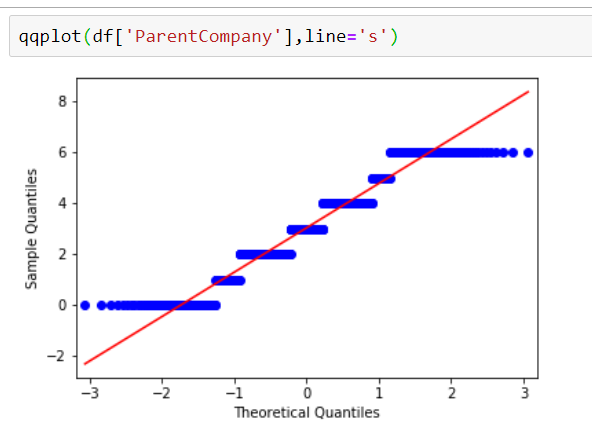 qqplot(df['ParentCompany'],line='s')
8
6
4
2
0
−2
Sample Quantiles
−3 −2 −1 0 1 2 3
Theoretical Quantiles